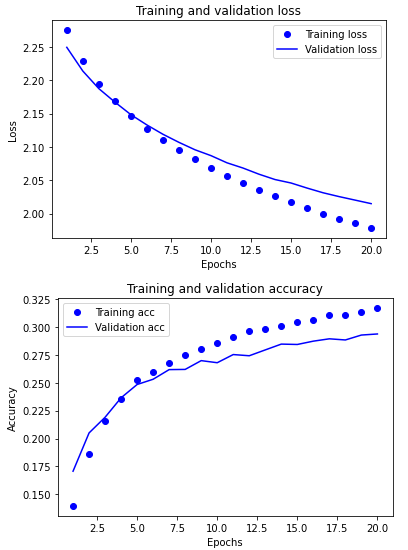 Training and validation loss
Training loss
Validation loss
2.25
2.20
2.15
2.10
2.05
2.00
Loss
2.5 5.0 7.5 10.0 12.5 15.0 17.5 20.0
Epochs
Training and validation accuracy
Training acc
Validation acc
0.325
0.300
0.275
0.250
0.225
0.200
0.175
0.150
Accuracy
2.5 5.0 7.5 10.0 12.5 15.0 17.5 20.0
Epochs